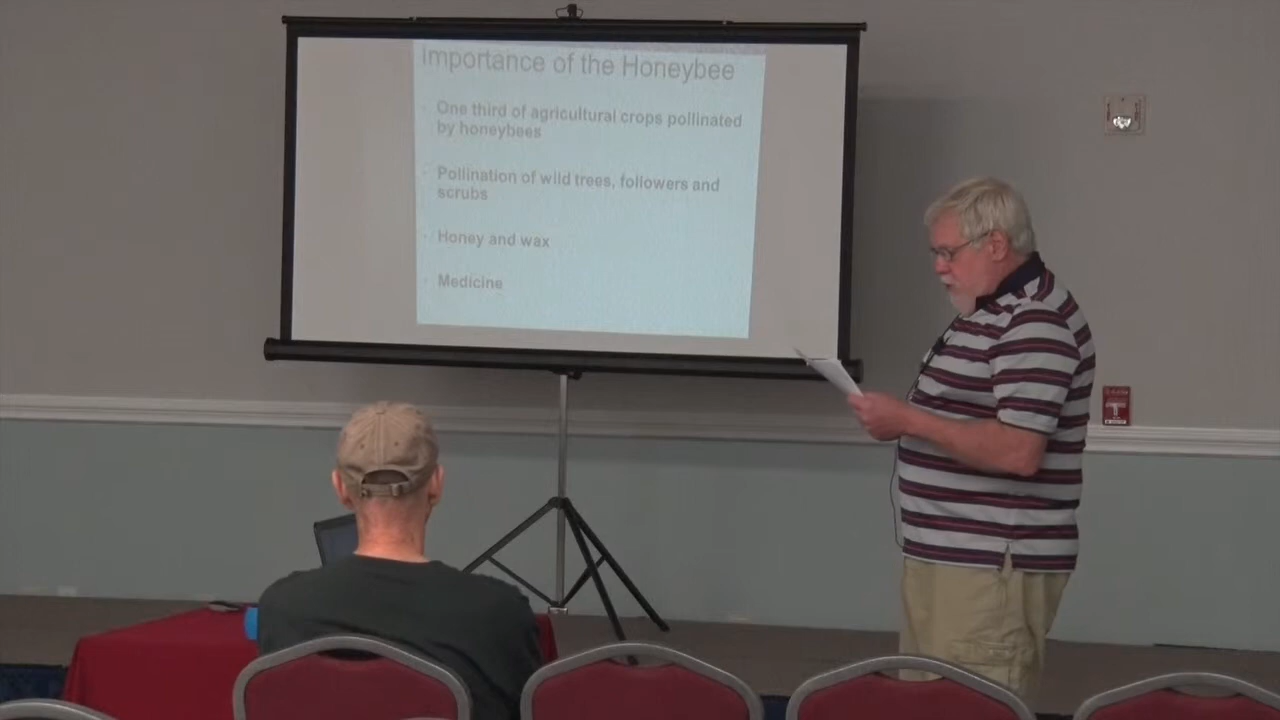 Importance of the Honeybee
One third of agricultural crops pollinated
by honeybees
Pollination of wild trees, followers and
scrubs
Honey and wax
Medicine